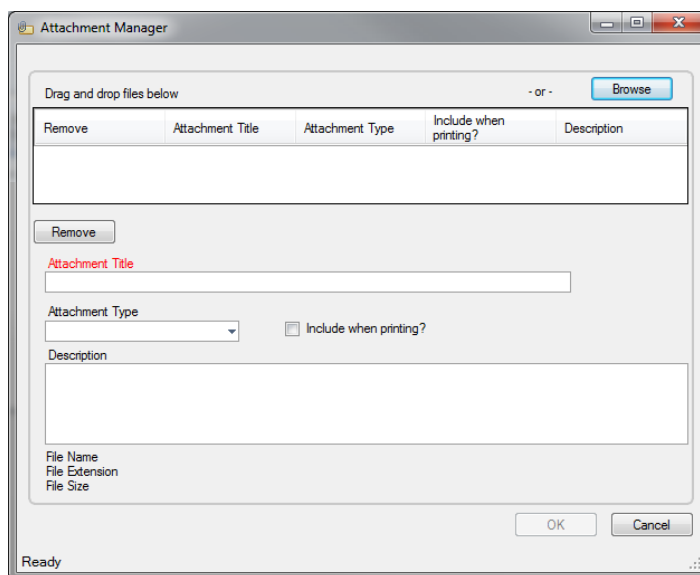 Attachment Manager
Drag and drop files below - or - Browse
Remove Attachment Title Attachment Type Include when printing? Description
Remove
Attachment Title
Attachment Type
Include when printing?
Description
File Name
File Extension
File Size
OK Cancel
Ready